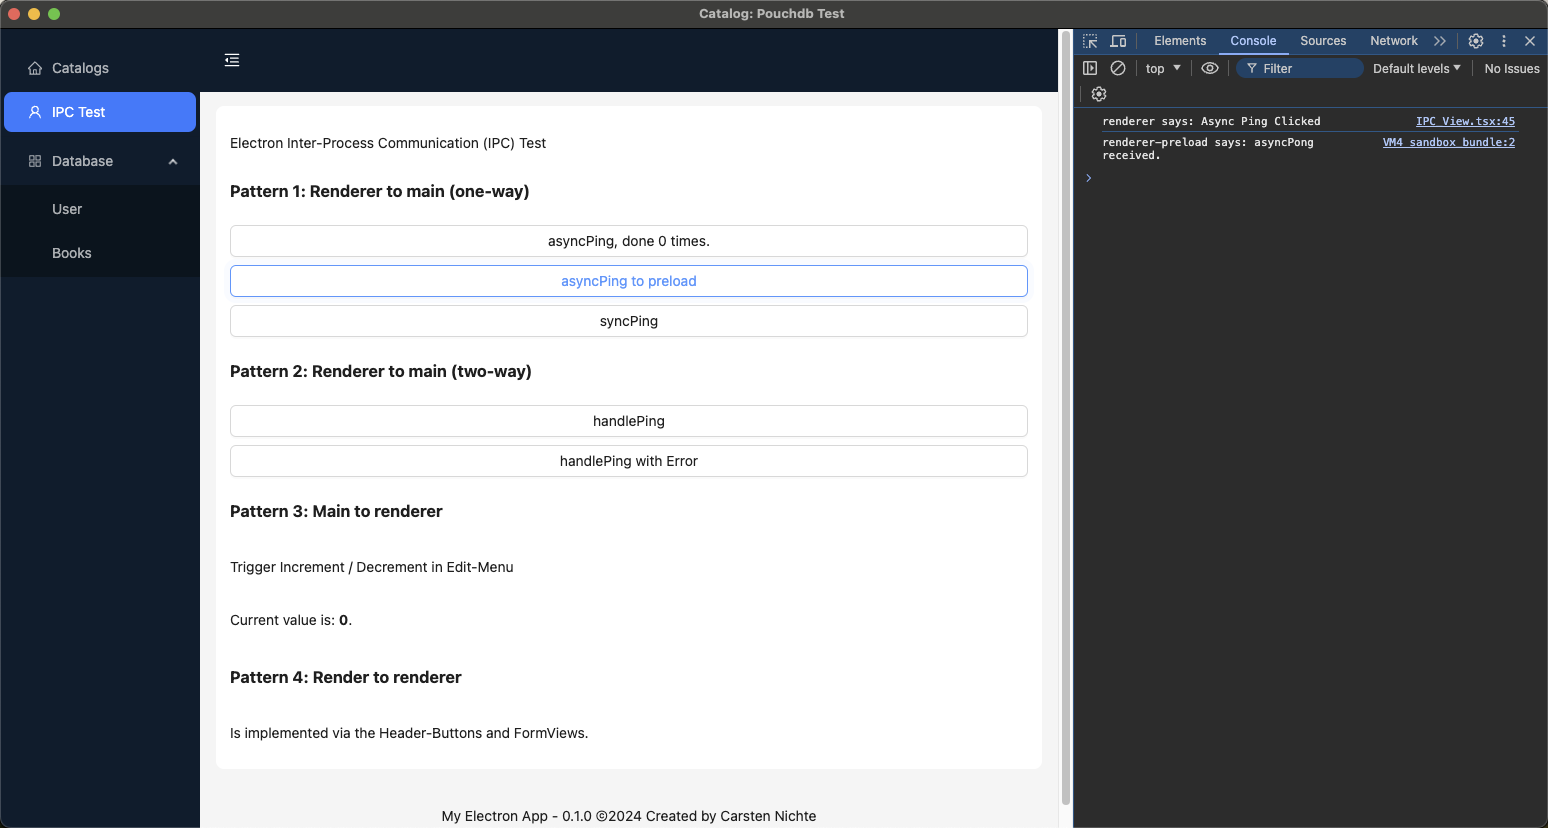 Catalog: Pouchdb Test
Catalogs
IPC Test
Database
User
Books
Electron Inter-Process Communication (IPC) Test
Pattern 1: Renderer to main (one-way)
asyncPing, done 0 times.
asyncPing to preload
syncPing
Pattern 2: Renderer to main (two-way)
handlePing
handlePing with Error
Pattern 3: Main to renderer
Trigger Increment / Decrement in Edit-Menu
Current value is: 0.
Pattern 4: Render to renderer
Is implemented via the Header-Buttons and FormViews.
My Electron App - 0.1.0 ©2024 Created by Carsten Nichte
Elements Console Sources Network
top Filter Default levels No Issues
renderer says: Async Ping Clicked IPC_View.tsx:45
renderer-preload says: asyncPong VM4 sandbox_bundle:2
received.